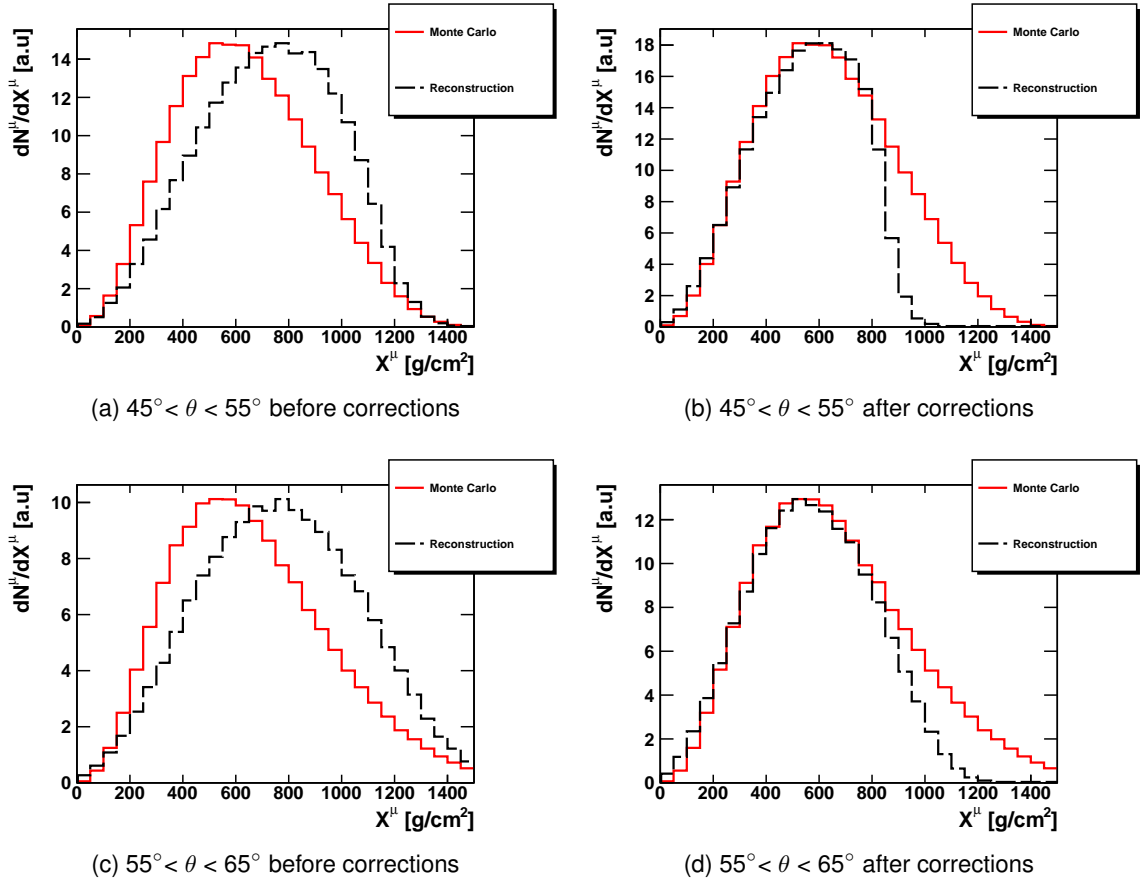 dN^μ/dX^μ [a.u]
14
12
10
8
6
4
2
0
0 200 400 600 800 1000 1200 1400
X^μ [g/cm²]
Monte Carlo
Reconstruction
(a) 45°< θ < 55° before corrections
dN^μ/dX^μ [a.u]
18
16
14
12
10
8
6
4
2
0
0 200 400 600 800 1000 1200 1400
X^μ [g/cm²]
Monte Carlo
Reconstruction
(b) 45°< θ < 55° after corrections
dN^μ/dX^μ [a.u]
10
8
6
4
2
0
0 200 400 600 800 1000 1200 1400
X^μ [g/cm²]
Monte Carlo
Reconstruction
(c) 55°< θ < 65° before corrections
dN^μ/dX^μ [a.u]
12
10
8
6
4
2
0
0 200 400 600 800 1000 1200 1400
X^μ [g/cm²]
Monte Carlo
Reconstruction
(d) 55°< θ < 65° after corrections